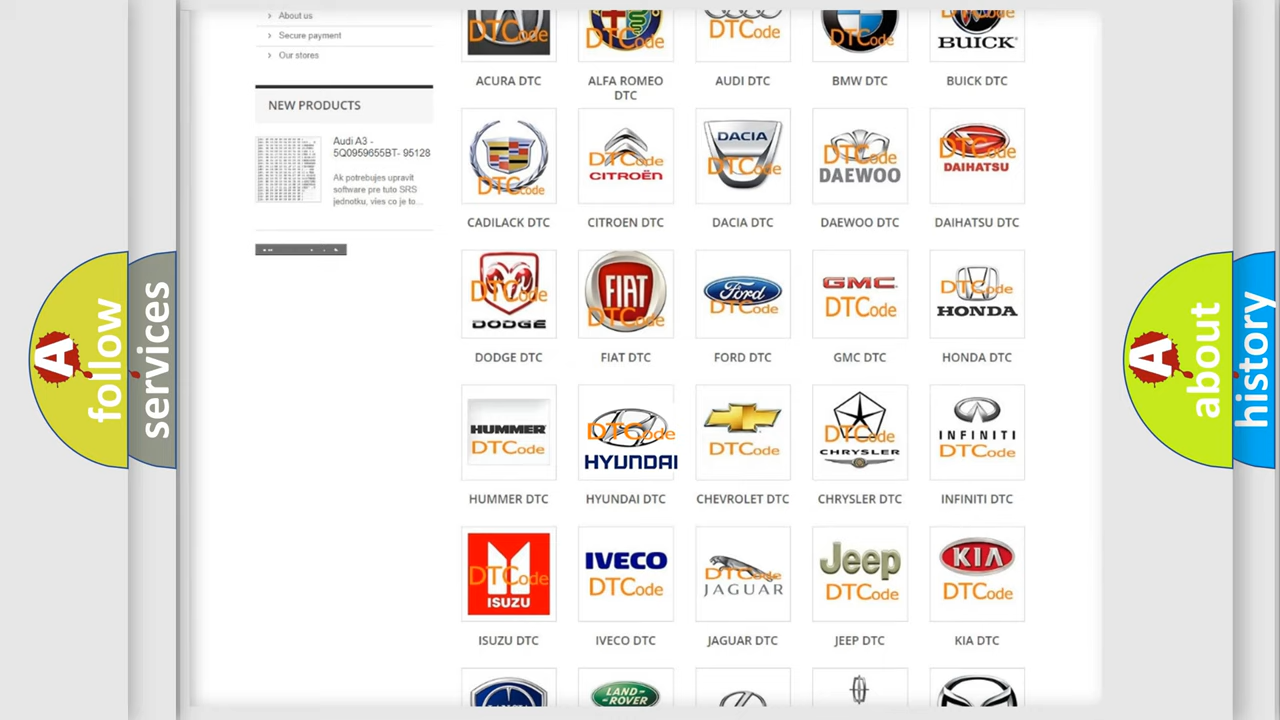 About us
Secure payment
Our stores
NEW PRODUCTS
Audi A3 -
5Q0959655BT- 95128
Ak potrebujes upravit
software pre tuto SRS
jednotku, vies co je to...
DTCode DTCode DTCode DTCode BUICK
ACURA DTC ALFA ROMEO DTC AUDI DTC BMW DTC BUICK DTC
DTCode DTCode CITROËN DACIA DTCode DTCode DAEWOO DTCode DAIHATSU
CADILACK DTC CITROEN DTC DACIA DTC DAEWOO DTC DAIHATSU DTC
DTCode DODGE FIAT DTCode Ford DTCode GMC DTCode DTCode HONDA
DODGE DTC FIAT DTC FORD DTC GMC DTC HONDA DTC
HUMMER DTCode DTCode HYUNDAI DTCode DTCode CHRYSLER INFINITI DTCode
HUMMER DTC HYUNDAI DTC CHEVROLET DTC CHRYSLER DTC INFINITI DTC
DTCode ISUZU IVECO DTCode DTCode JAGUAR Jeep DTCode KIA DTCode
ISUZU DTC IVECO DTC JAGUAR DTC JEEP DTC KIA DTC
LAND-
ROVER
A follow
services
A about
history